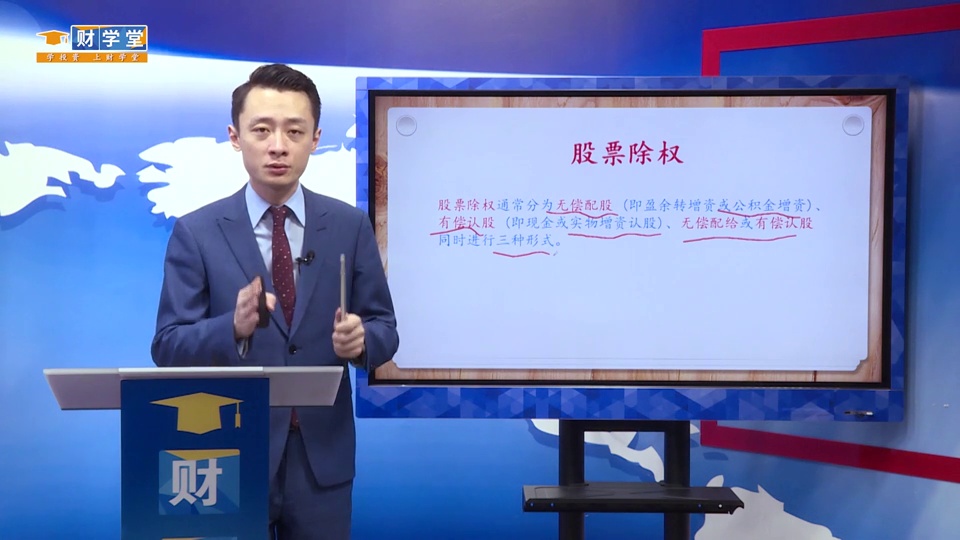 财学堂
学投资 上财学堂
股票除权
股票除权通常分为无偿配股（即盈余转增资或公积金增资）、
有偿认股（即现金或实物增资认股）、无偿配给或有偿认股
同时进行三种形式。
财